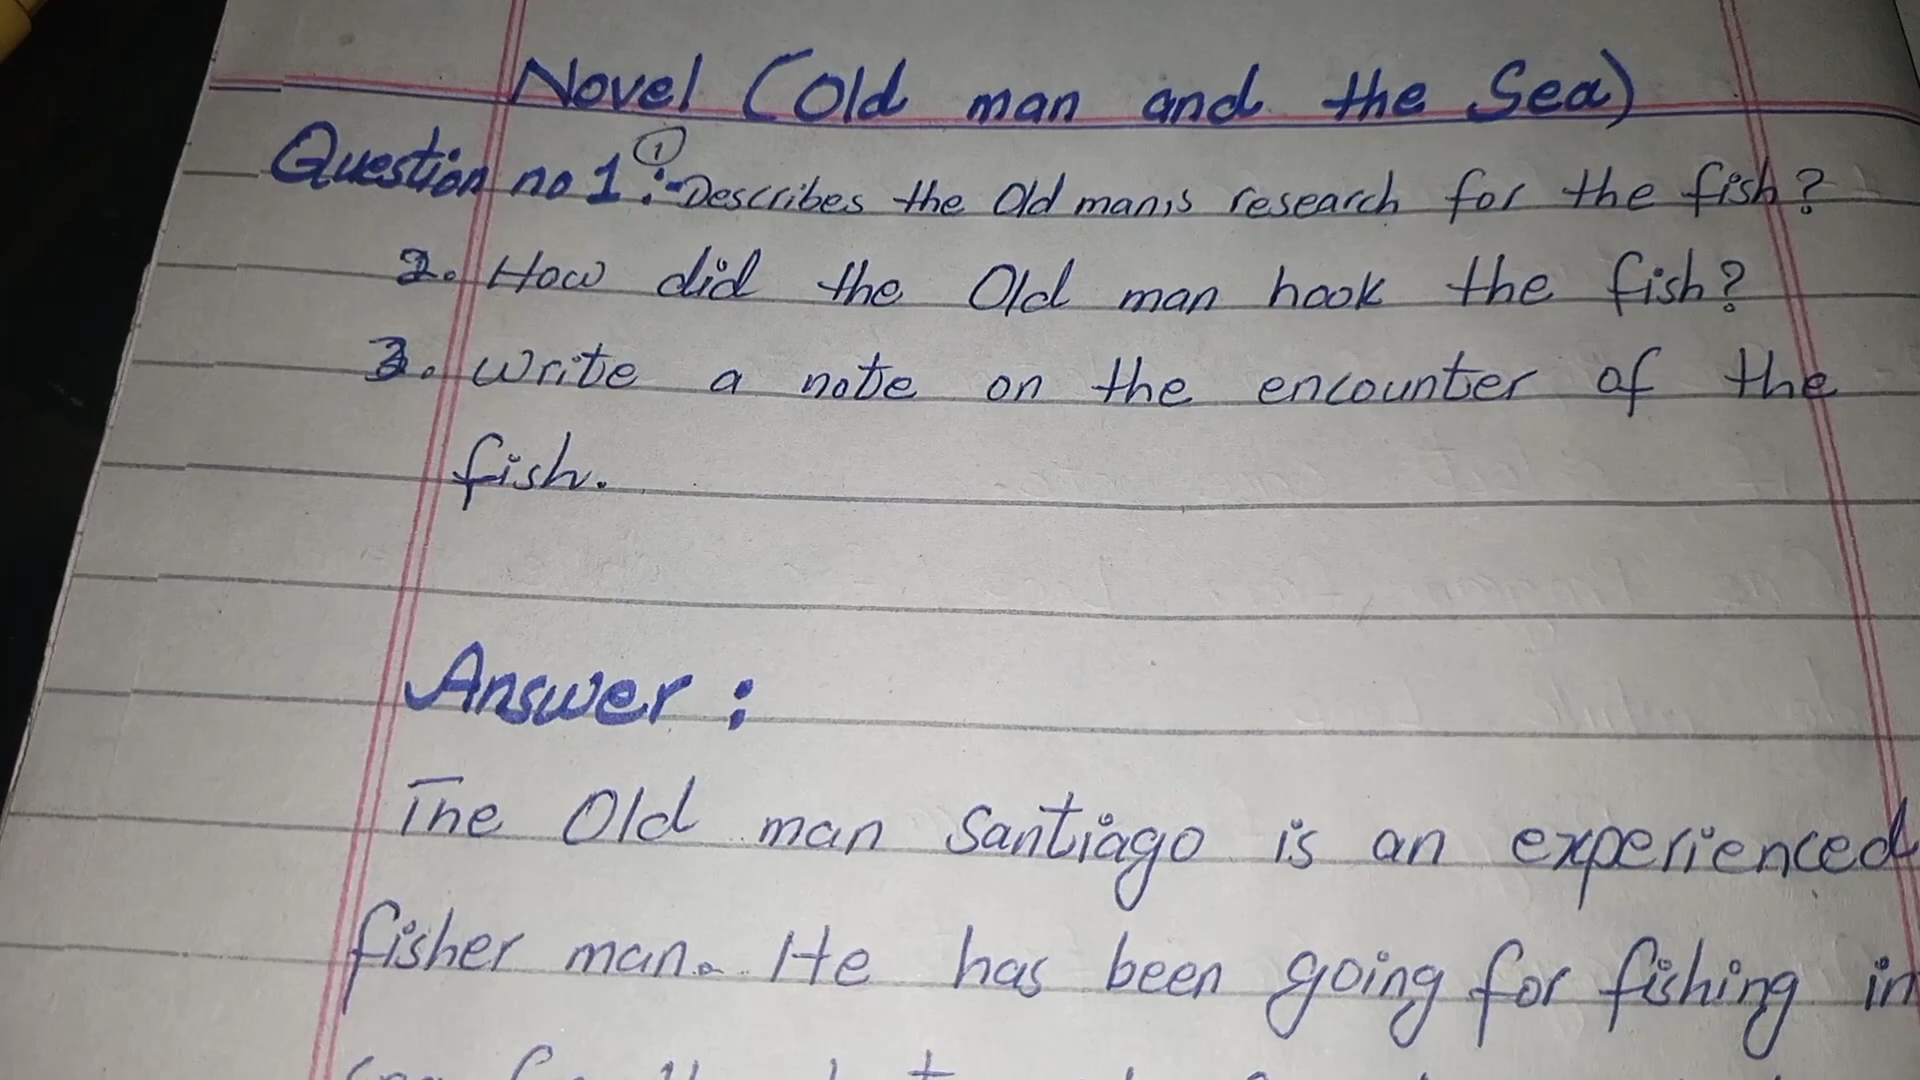 Novel (Old man and the Sea)
Question no 1 :- ① Describes the Old man,s research for the fish?
2. How did the Old man hook the fish?
3. Write a note on the encounter of the
fish.
Answer :
The Old man Santiago is an experienced
fisher man. He has been going for fishing in